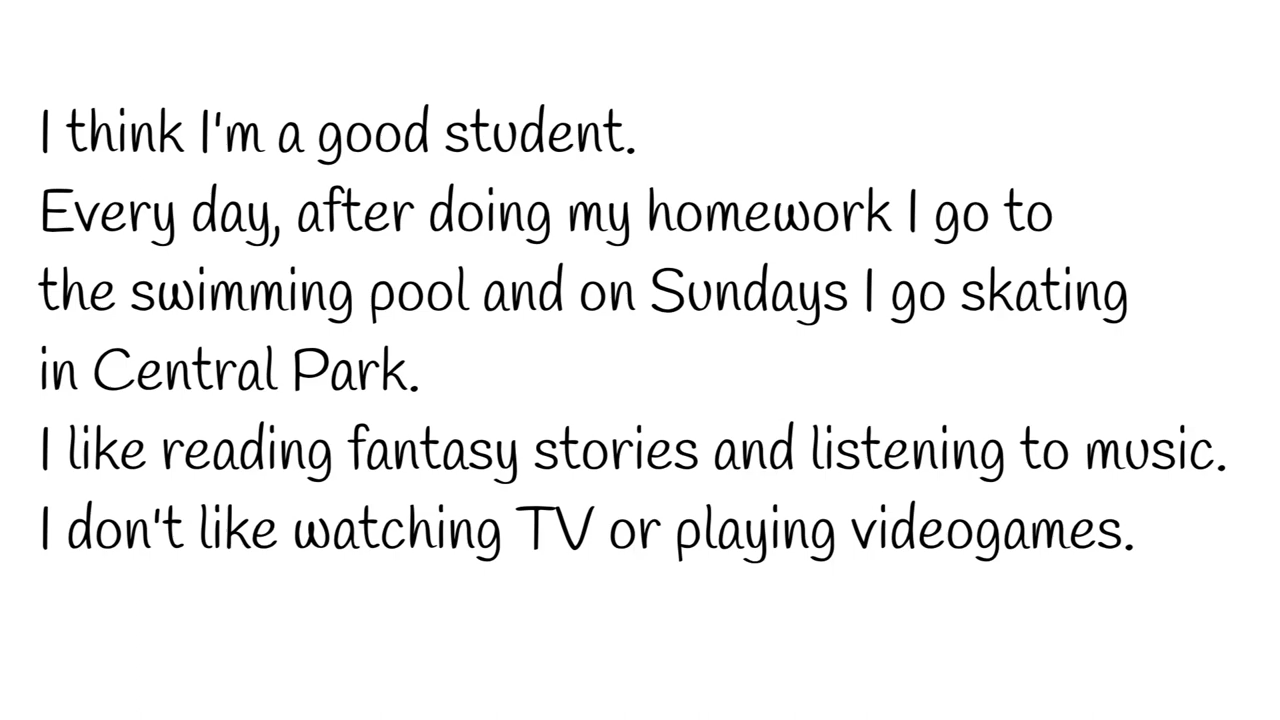 I think I'm a good student.
Every day, after doing my homework I go to
the swimming pool and on Sundays I go skating
in Central Park.
I like reading fantasy stories and listening to music.
I don't like watching TV or playing videogames.